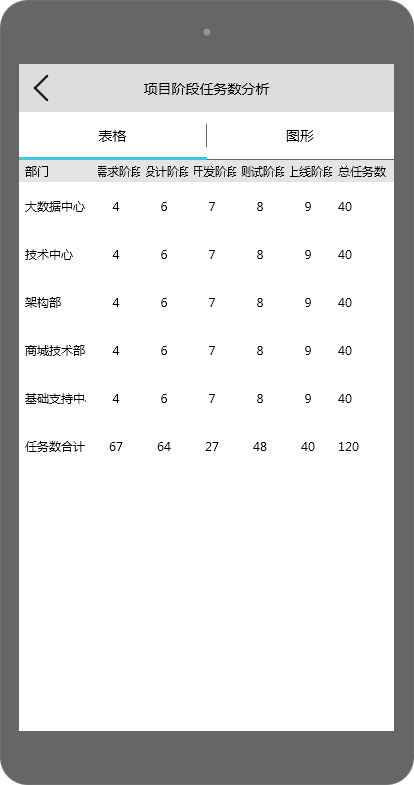 项目阶段任务数分析
表格 图形
部门 需求阶段 设计阶段 开发阶段 测试阶段 上线阶段 总任务数
大数据中心 4 6 7 8 9 40
技术中心 4 6 7 8 9 40
架构部 4 6 7 8 9 40
商城技术部 4 6 7 8 9 40
基础支持中 4 6 7 8 9 40
任务数合计 67 64 27 48 40 120